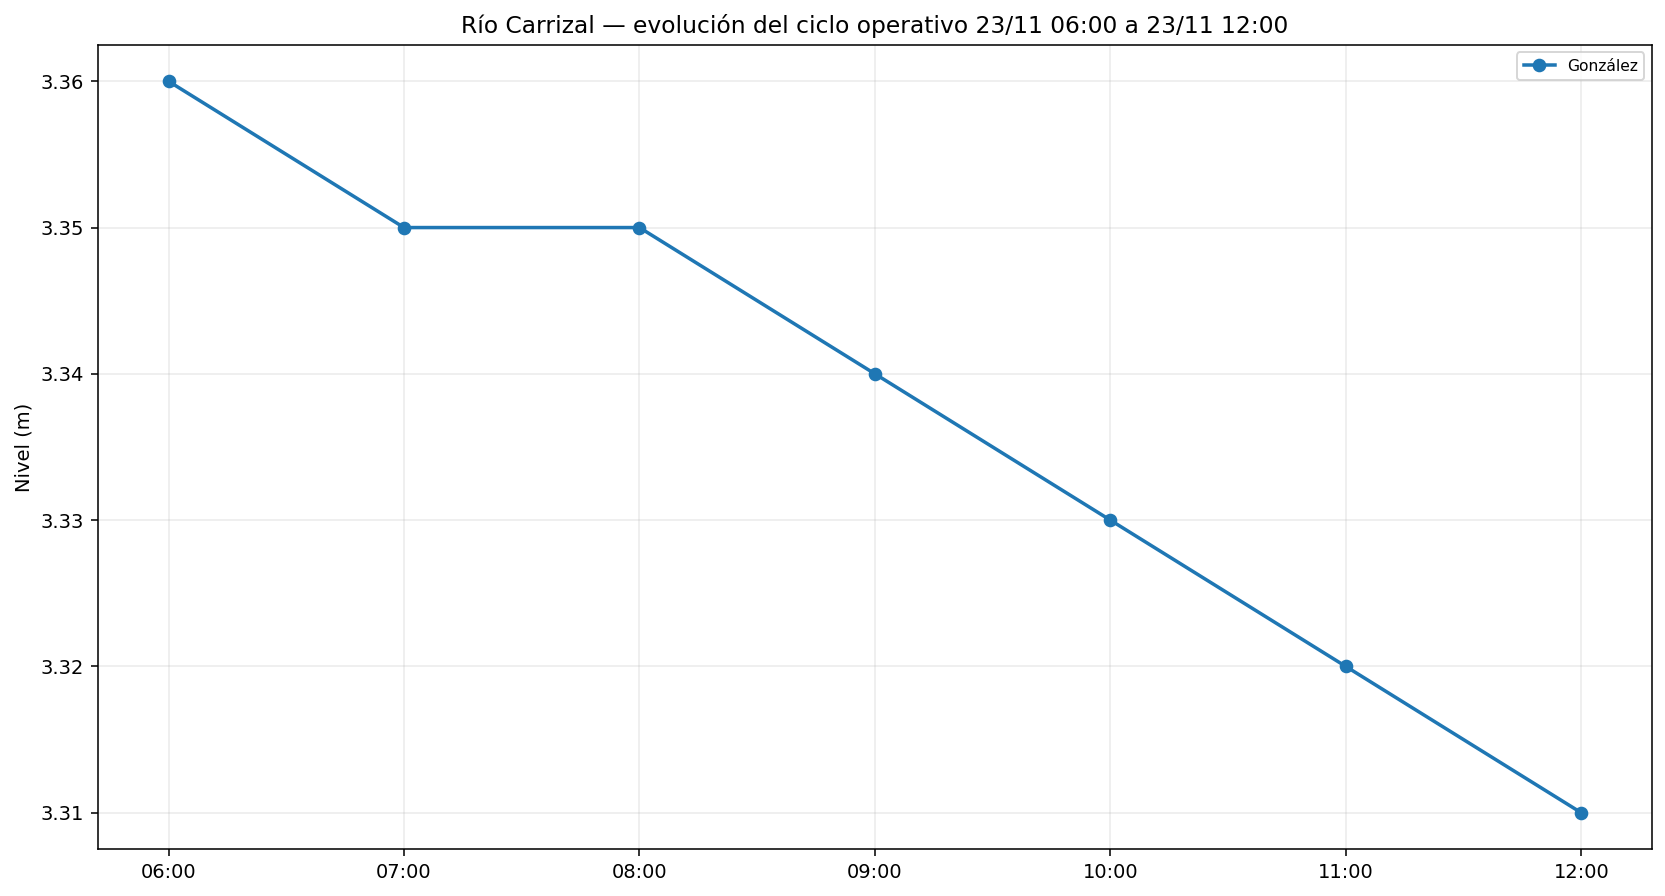 Río Carrizal — evolución del ciclo operativo 23/11 06:00 a 23/11 12:00
González
Nivel (m)
3.36
3.35
3.34
3.33
3.32
3.31
06:00 07:00 08:00 09:00 10:00 11:00 12:00